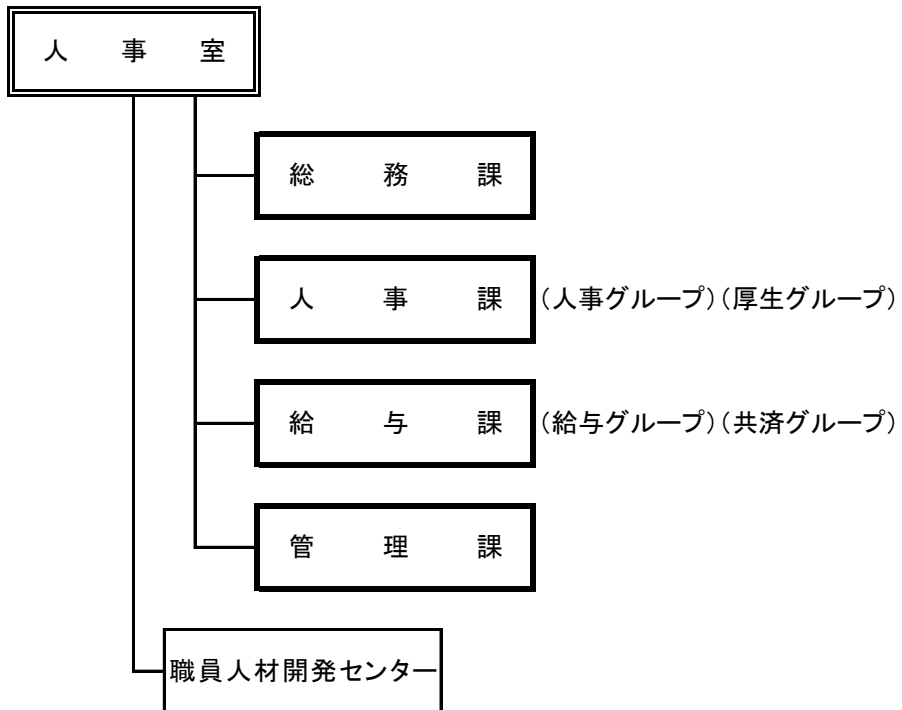 人事室
総務課
人事課（人事グループ）（厚生グループ）
給与課（給与グループ）（共済グループ）
管理課
職員人材開発センター